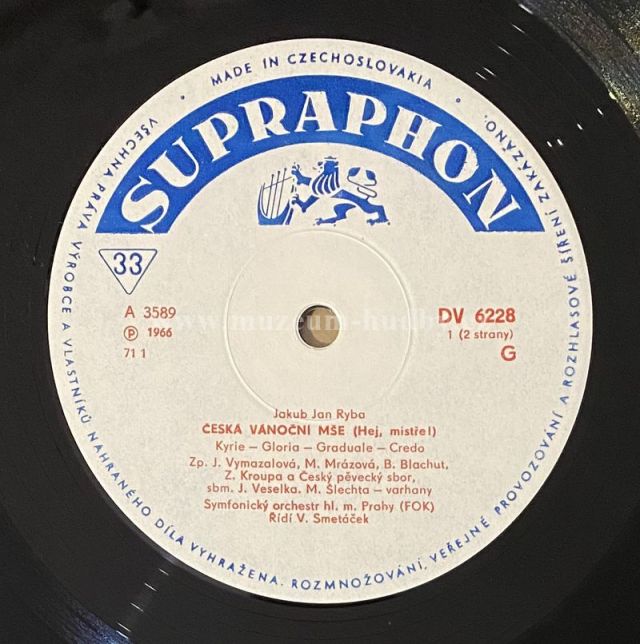 MADE IN CZECHOSLOVAKIA
SUPRAPHON
33
A 3589
Ⓟ 1966
71 1
DV 6228
1 (2 strany)
G
Jakub Jan Ryba
ČESKÁ VÁNOČNÍ MŠE (Hej, mistře!)
Kyrie – Gloria – Graduale – Credo
Zp. J. Vymazalová, M. Mrázová, B. Blachut,
Z. Kroupa a Český pěvecký sbor,
sbm. J. Veselka. M. Šlechta – varhany
Symfonický orchestr hl. m. Prahy (FOK)
Řídí V. Smetáček
VŠECHNA PRÁVA VÝROBCE A VLASTNÍKŮ NAHRANÉHO DÍLA VYHRAŽENA. ROZMNOŽOVÁNÍ, VEŘEJNÉ PROVOZOVÁNÍ A ROZHLASOVÉ ŠÍŘENÍ ZAKÁZÁNO.